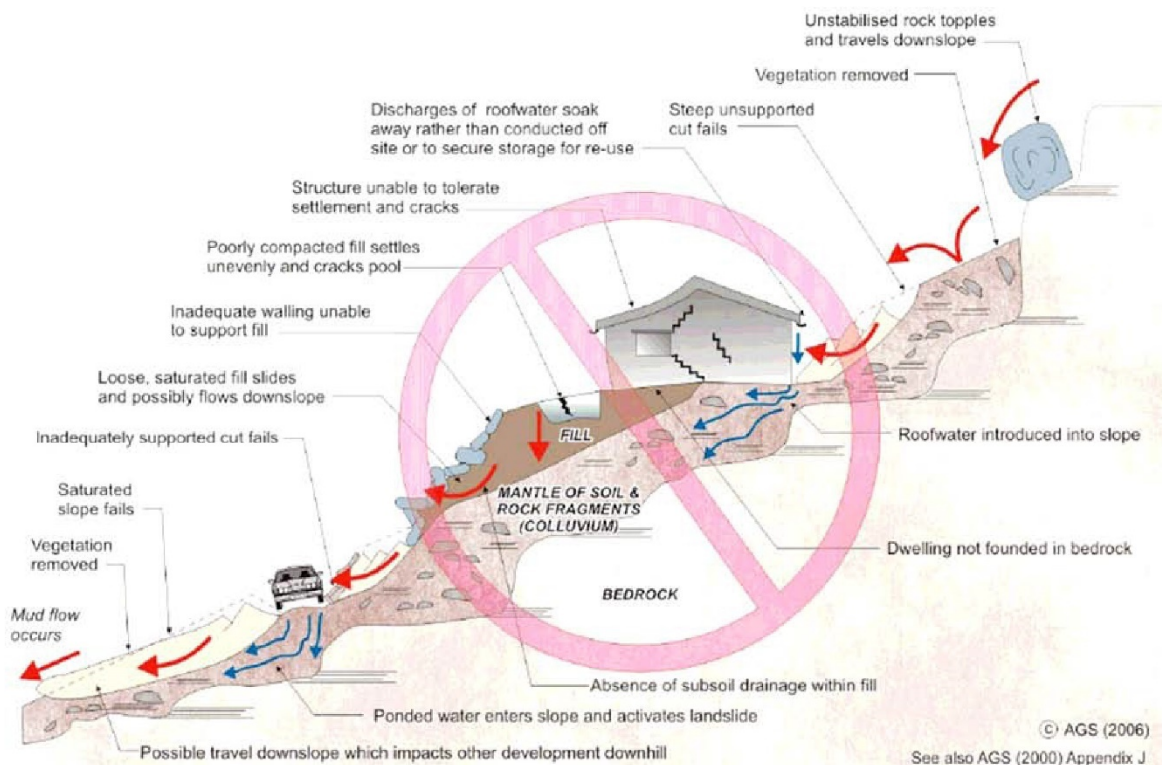 Unstabilised rock topples
and travels downslope
Vegetation removed
Steep unsupported
cut fails
Discharges of roofwater soak
away rather than conducted off
site or to secure storage for re-use
Structure unable to tolerate
settlement and cracks
Poorly compacted fill settles
unevenly and cracks pool
Inadequate walling unable
to support fill
Loose, saturated fill slides
and possibly flows downslope
Inadequately supported cut fails
Saturated
slope fails
Vegetation
removed
Mud flow
occurs
FILL
MANTLE OF SOIL &
ROCK FRAGMENTS
(COLLUVIUM)
BEDROCK
Roofwater introduced into slope
Dwelling not founded in bedrock
Absence of subsoil drainage within fill
Ponded water enters slope and activates landslide
Possible travel downslope which impacts other development downhill
© AGS (2006)
See also AGS (2000) Appendix J